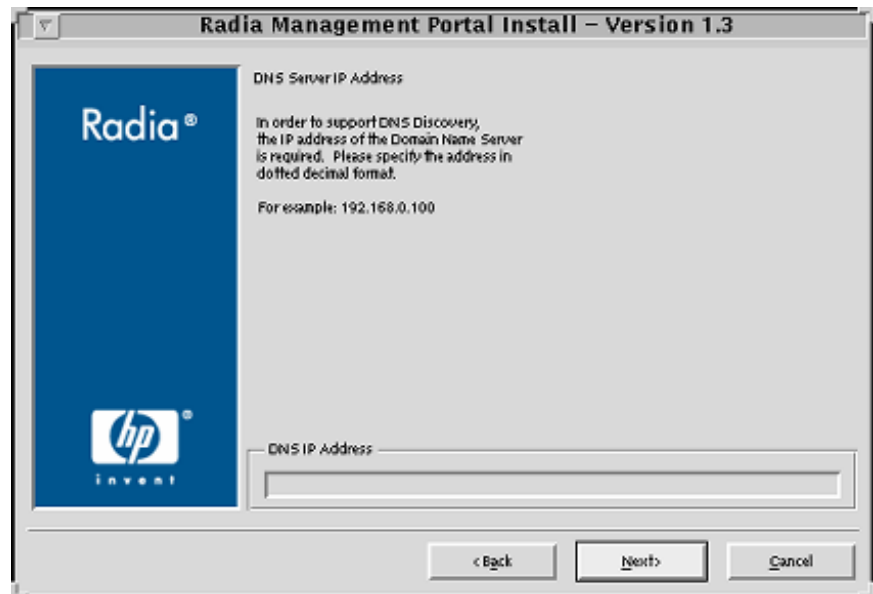 Radia Management Portal Install – Version 1.3
Radia®
DNS Server IP Address
In order to support DNS Discovery,
the IP address of the Domain Name Server
is required. Please specify the address in
dotted decimal format.
For example: 192.168.0.100
hp®
invent
DNS IP Address
<Back
Next>
Cancel